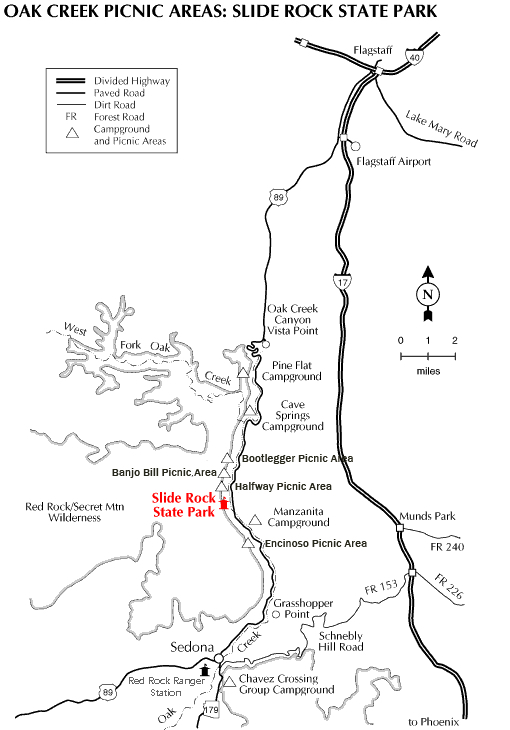 OAK CREEK PICNIC AREAS: SLIDE ROCK STATE PARK
Flagstaff
40
Divided Highway
Paved Road
Dirt Road
FR Forest Road
Campground
and Picnic Areas
Lake Mary Road
Flagstaff Airport
89
17
N
Oak Creek
Canyon
Vista Point
0 1 2
miles
West
Fork Oak
Creek
Pine Flat
Campground
Cave
Springs
Campground
Bootlegger Picnic Area
Banjo Bill Picnic Area
Halfway Picnic Area
Slide Rock
State Park
Red Rock/Secret Mtn
Wilderness
Manzanita
Campground
Munds Park
Encinoso Picnic Area
FR 240
FR 153
FR 226
Grasshopper
Point
Schnebly
Hill Road
Sedona
Creek
Red Rock Ranger
Station
Chavez Crossing
Group Campground
89
Oak
179
to Phoenix